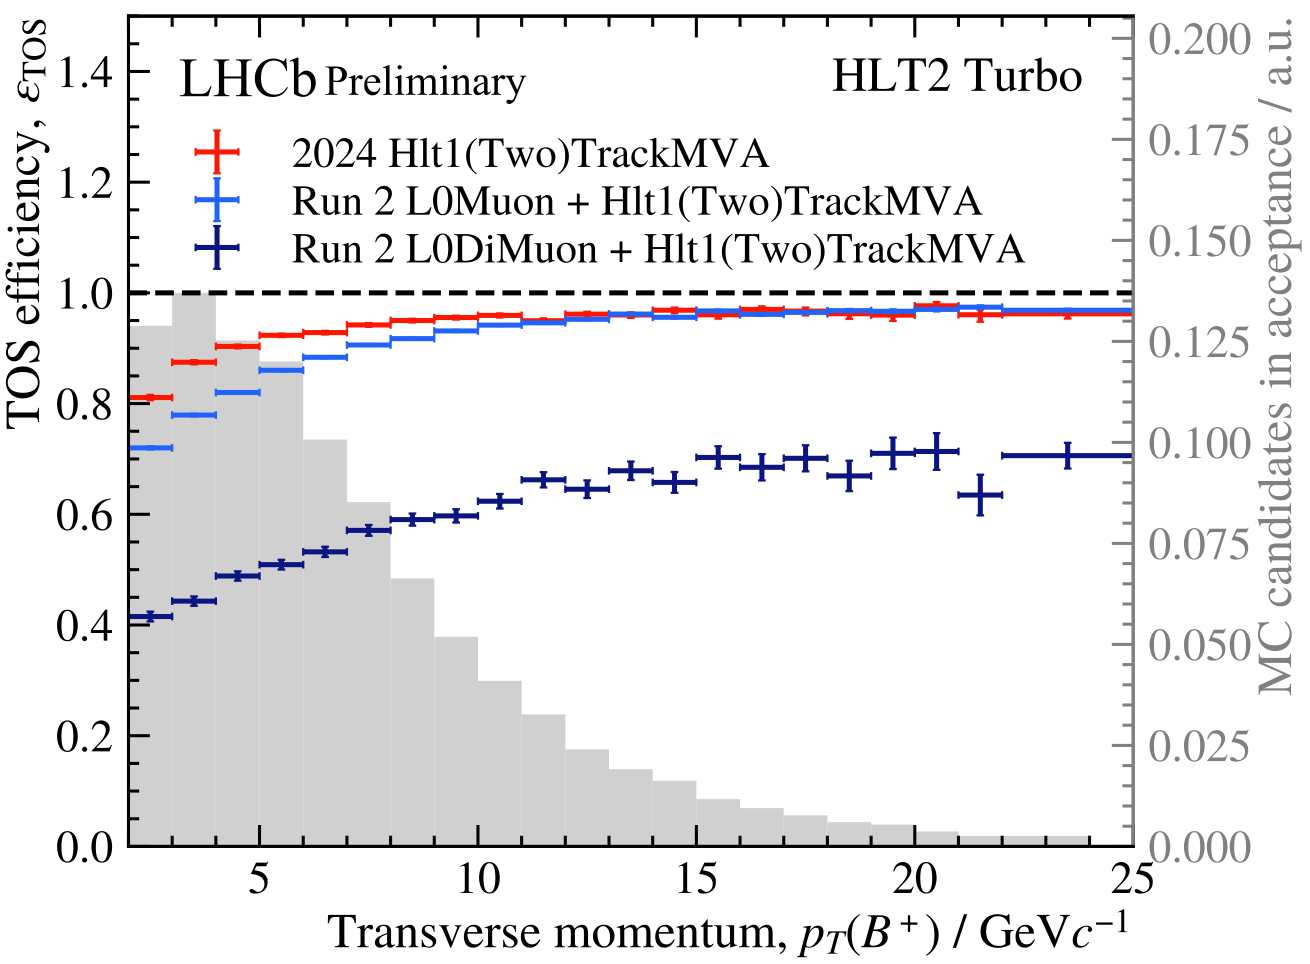 LHCb Preliminary
HLT2 Turbo
2024 Hlt1(Two)TrackMVA
Run 2 L0Muon + Hlt1(Two)TrackMVA
Run 2 L0DiMuon + Hlt1(Two)TrackMVA
TOS efficiency, εTOS
1.4
1.2
1.0
0.8
0.6
0.4
0.2
0.0
MC candidates in acceptance / a.u.
0.200
0.175
0.150
0.125
0.100
0.075
0.050
0.025
0.000
5
10
15
20
25
Transverse momentum, pT(B⁺) / GeVc⁻¹